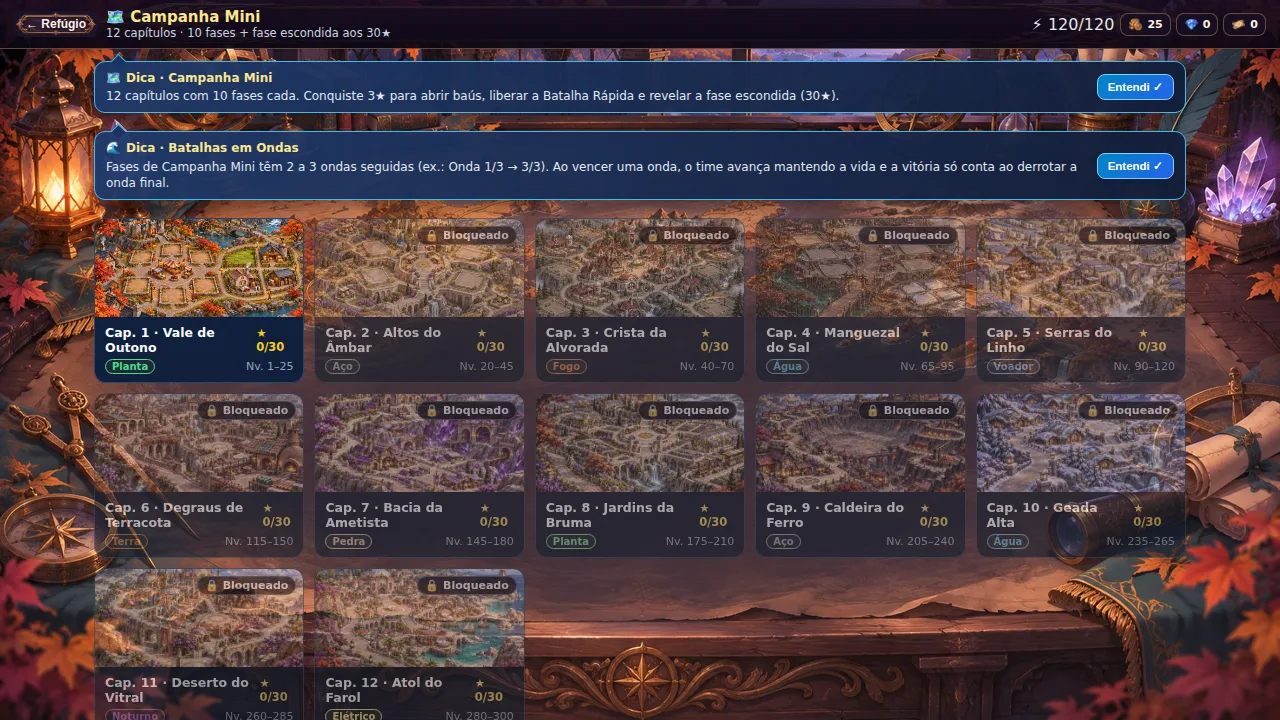 ← Refúgio
🗺️ Campanha Mini
12 capítulos · 10 fases + fase escondida aos 30★
⚡ 120/120
25
0
0
🗺️ Dica · Campanha Mini
12 capítulos com 10 fases cada. Conquiste 3★ para abrir baús, liberar a Batalha Rápida e revelar a fase escondida (30★).
Entendi ✓
🌊 Dica · Batalhas em Ondas
Fases de Campanha Mini têm 2 a 3 ondas seguidas (ex.: Onda 1/3 → 3/3). Ao vencer uma onda, o time avança mantendo a vida e a vitória só conta ao derrotar a
onda final.
Entendi ✓
Cap. 1 · Vale de
Outono
★
0/30
Planta
Nv. 1–25
🔒 Bloqueado
Cap. 2 · Altos do
Âmbar
★
0/30
Aço
Nv. 20–45
🔒 Bloqueado
Cap. 3 · Crista da
Alvorada
★
0/30
Fogo
Nv. 40–70
🔒 Bloqueado
Cap. 4 · Manguezal
do Sal
★
0/30
Água
Nv. 65–95
🔒 Bloqueado
Cap. 5 · Serras do
Linho
★
0/30
Voador
Nv. 90–120
🔒 Bloqueado
Cap. 6 · Degraus de
Terracota
★
0/30
Terra
Nv. 115–150
🔒 Bloqueado
Cap. 7 · Bacia da
Ametista
★
0/30
Pedra
Nv. 145–180
🔒 Bloqueado
Cap. 8 · Jardins da
Bruma
★
0/30
Planta
Nv. 175–210
🔒 Bloqueado
Cap. 9 · Caldeira do
Ferro
★
0/30
Aço
Nv. 205–240
🔒 Bloqueado
Cap. 10 · Geada
Alta
★
0/30
Água
Nv. 235–265
🔒 Bloqueado
Cap. 11 · Deserto do
Vitral
★
0/30
Noturno
Nv. 260–285
🔒 Bloqueado
Cap. 12 · Atol do
Farol
★
0/30
Elétrico
Nv. 280–300